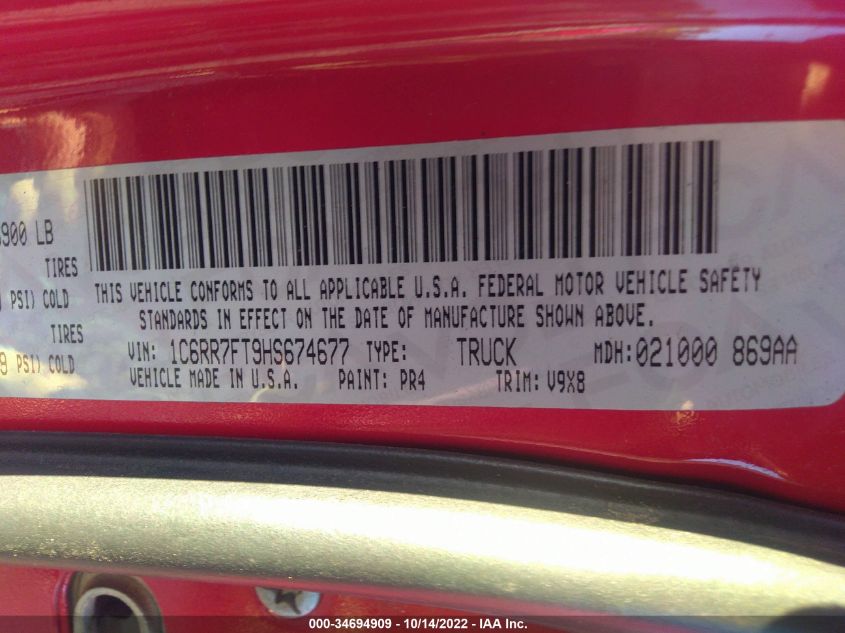 900 LB
TIRES
PSI) COLD
TIRES
PSI) COLD
THIS VEHICLE CONFORMS TO ALL APPLICABLE U.S.A. FEDERAL MOTOR VEHICLE SAFETY
STANDARDS IN EFFECT ON THE DATE OF MANUFACTURE SHOWN ABOVE.
VIN: 1C6RR7FT9HS674677 TYPE: TRUCK MDH:021000 869AA
VEHICLE MADE IN U.S.A. PAINT: PR4 TRIM: V9X8
000-34694909 - 10/14/2022 - IAA Inc.